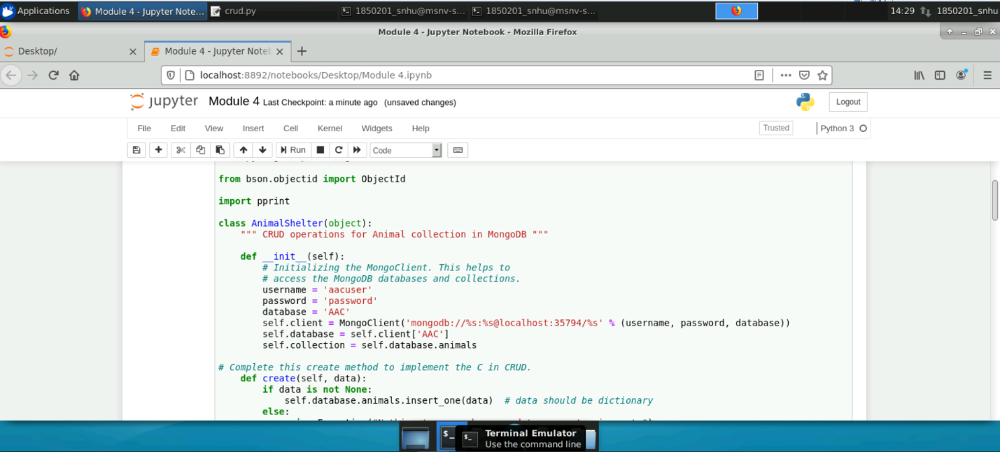 Applications
Module 4 - Jupyter Note...
crud.py
1850201_snhu@msnv-s...
1850201_snhu@msnv-s...
14:29
1850201_snhu
Module 4 - Jupyter Notebook - Mozilla Firefox
Desktop/
Module 4 - Jupyter Note
localhost:8892/notebooks/Desktop/Module 4.ipynb
jupyter Module 4 Last Checkpoint: a minute ago (unsaved changes)
Logout
File Edit View Insert Cell Kernel Widgets Help
Trusted
Python 3
Run
Code
from bson.objectid import ObjectId
import pprint
class AnimalShelter(object):
""" CRUD operations for Animal collection in MongoDB """
def __init__(self):
# Initializing the MongoClient. This helps to
# access the MongoDB databases and collections.
username = 'aacuser'
password = 'password'
database = 'AAC'
self.client = MongoClient('mongodb://%s:%s@localhost:35794/%s' % (username, password, database))
self.database = self.client['AAC']
self.collection = self.database.animals
# Complete this create method to implement the C in CRUD.
def create(self, data):
if data is not None:
self.database.animals.insert_one(data) # data should be dictionary
else:
$_
$_
Terminal Emulator
Use the command line